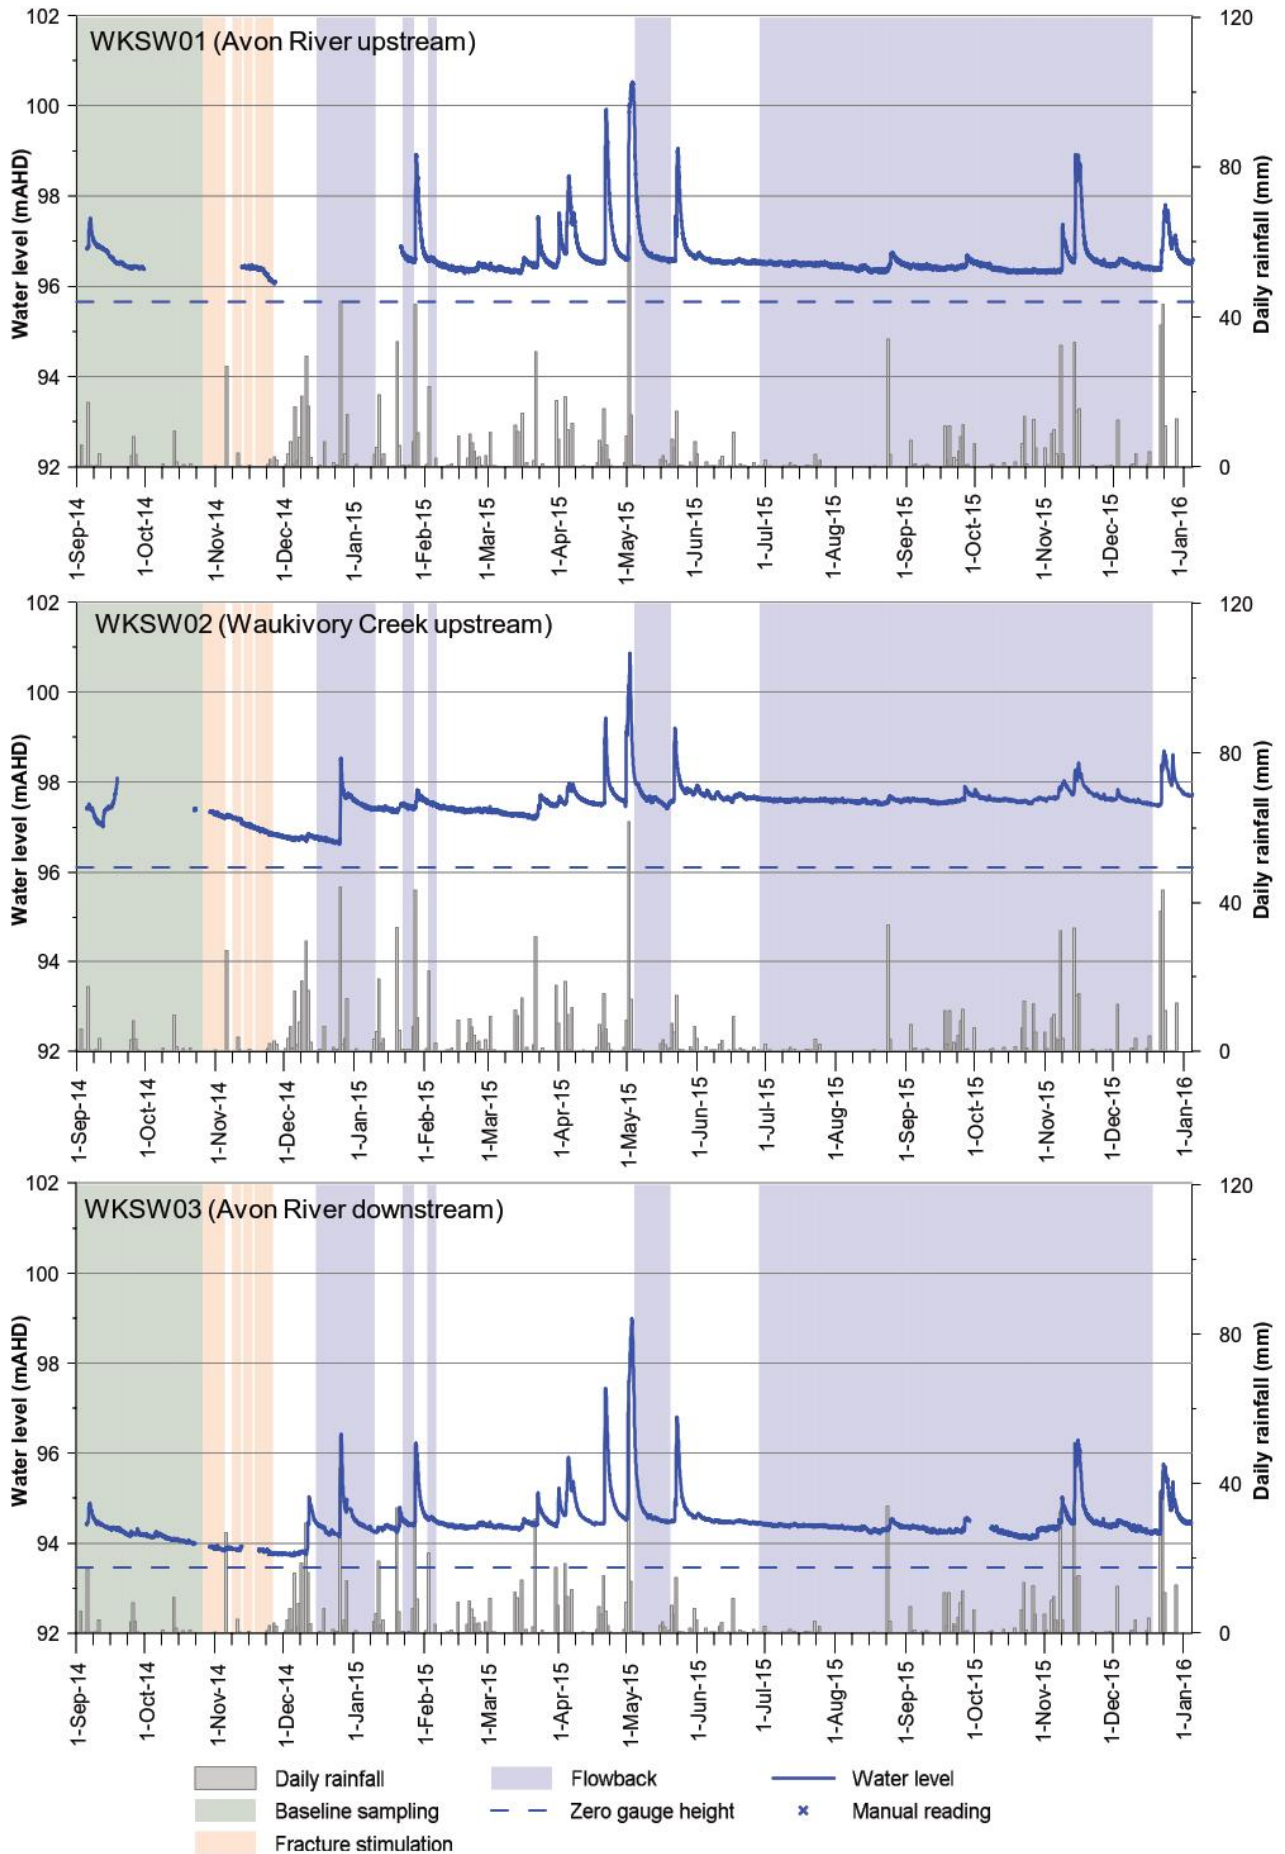 WKSW01 (Avon River upstream)
Water level (mAHD)
102
100
98
96
94
92
Daily rainfall (mm)
120
80
40
0
1-Sep-14
1-Oct-14
1-Nov-14
1-Dec-14
1-Jan-15
1-Feb-15
1-Mar-15
1-Apr-15
1-May-15
1-Jun-15
1-Jul-15
1-Aug-15
1-Sep-15
1-Oct-15
1-Nov-15
1-Dec-15
1-Jan-16
WKSW02 (Waukivory Creek upstream)
Water level (mAHD)
102
100
98
96
94
92
Daily rainfall (mm)
120
80
40
0
1-Sep-14
1-Oct-14
1-Nov-14
1-Dec-14
1-Jan-15
1-Feb-15
1-Mar-15
1-Apr-15
1-May-15
1-Jun-15
1-Jul-15
1-Aug-15
1-Sep-15
1-Oct-15
1-Nov-15
1-Dec-15
1-Jan-16
WKSW03 (Avon River downstream)
Water level (mAHD)
102
100
98
96
94
92
Daily rainfall (mm)
120
80
40
0
1-Sep-14
1-Oct-14
1-Nov-14
1-Dec-14
1-Jan-15
1-Feb-15
1-Mar-15
1-Apr-15
1-May-15
1-Jun-15
1-Jul-15
1-Aug-15
1-Sep-15
1-Oct-15
1-Nov-15
1-Dec-15
1-Jan-16
Daily rainfall
Flowback
Water level
Baseline sampling
Zero gauge height
Manual reading
Fracture stimulation